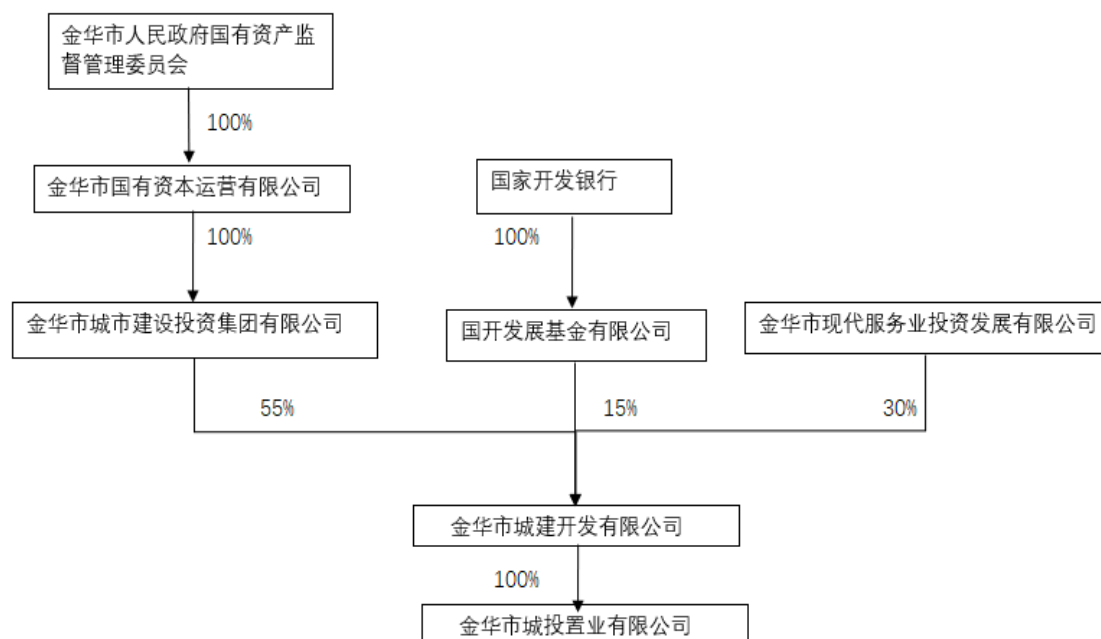 金华市人民政府国有资产监
督管理委员会
100%
金华市国有资本运营有限公司
国家开发银行
100%
100%
金华市城市建设投资集团有限公司
国开发展基金有限公司
金华市现代服务业投资发展有限公司
55%
15%
30%
金华市城建开发有限公司
100%
金华市城投置业有限公司